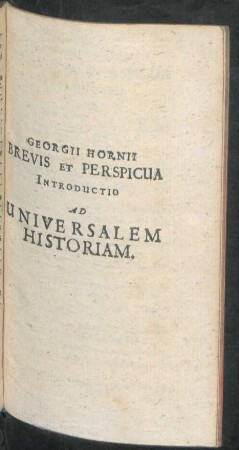 GEORGII HORNII
BREVIS ET PERSPICUA
INTRODUCTIO
AD
UNIVERSALEM
HISTORIAM.